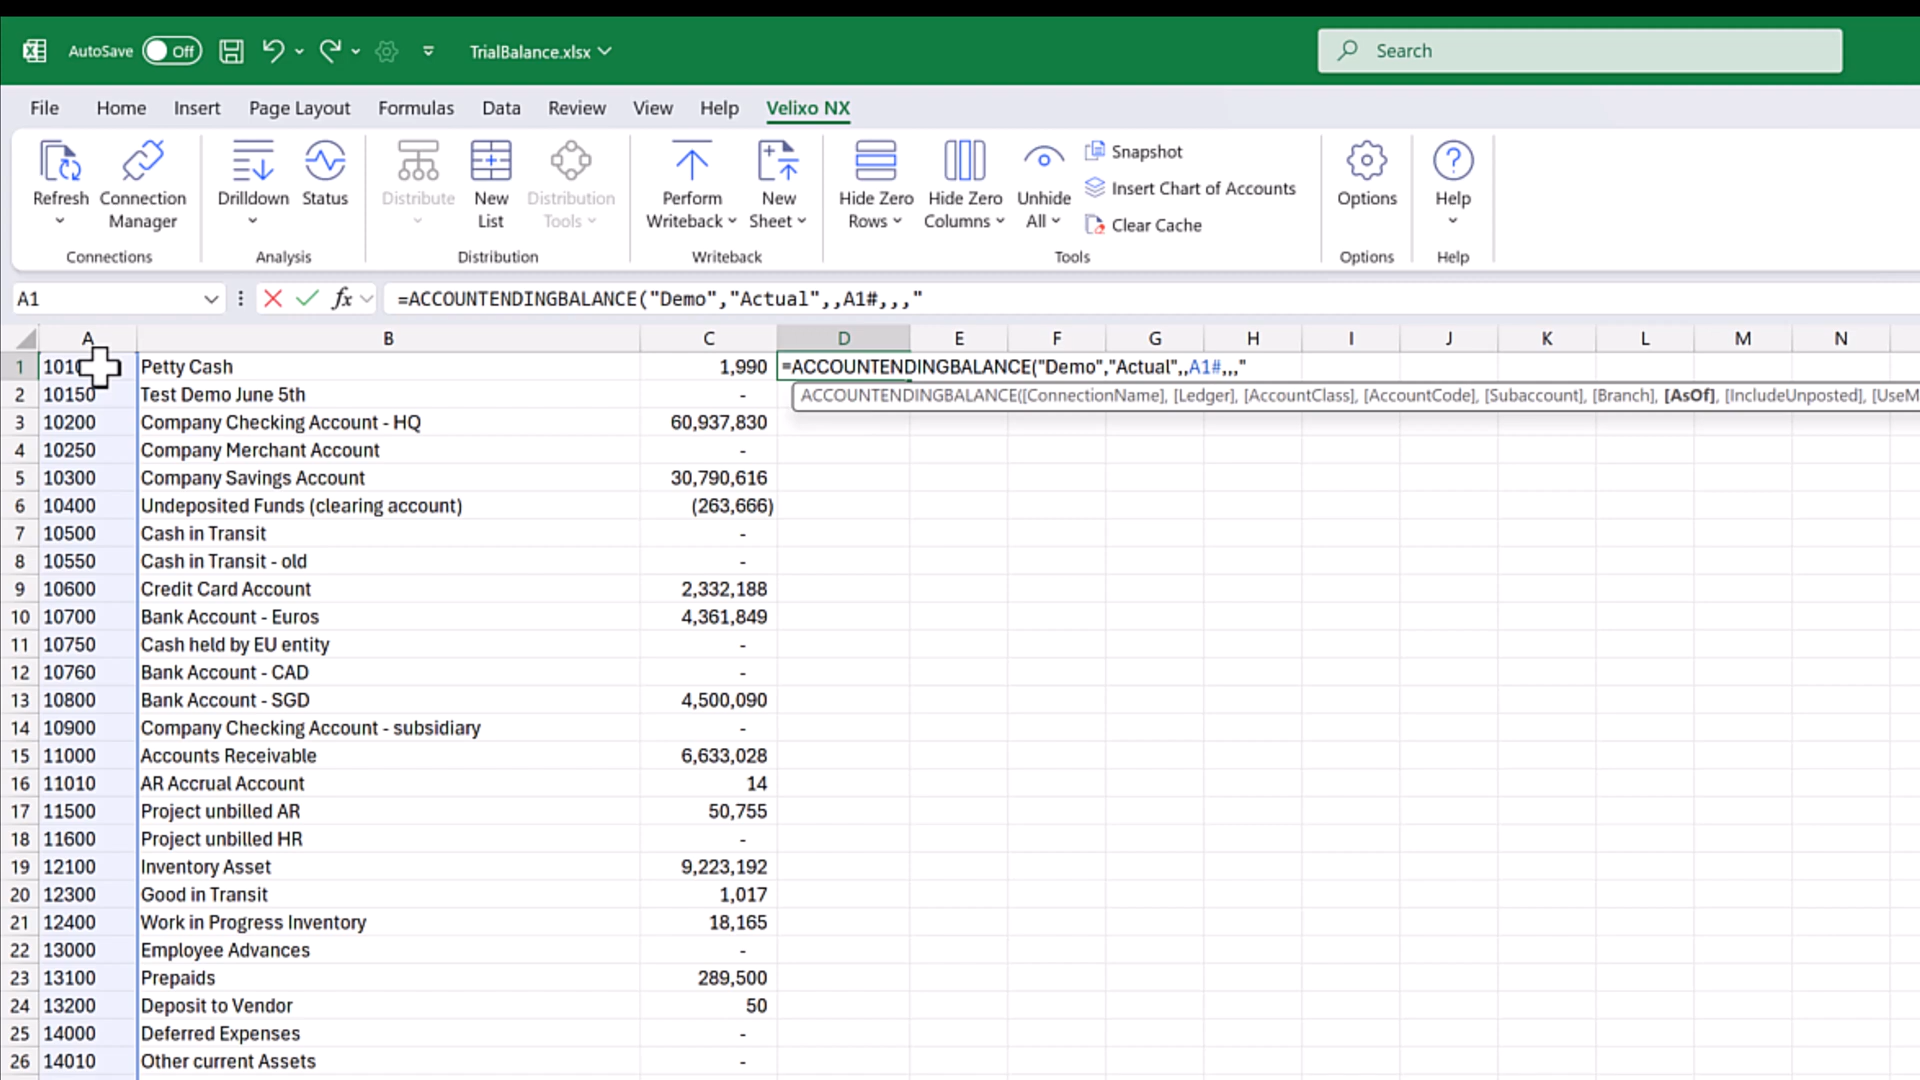 AutoSave Off TrialBalance.xlsx Search
File Home Insert Page Layout Formulas Data Review View Help Velixo NX
Refresh Connection Manager Drilldown Status Distribute New List Distribution Tools Perform Writeback New Sheet Hide Zero Rows Hide Zero Columns Unhide All Snapshot Insert Chart of Accounts Clear Cache Options Help
Connections Analysis Distribution Writeback Tools Options Help
A1 fx =ACCOUNTENDINGBALANCE("Demo","Actual",,A1#,,,"
A B C D E F G H I J K L M N
1 Petty Cash 1,990 =ACCOUNTENDINGBALANCE("Demo","Actual",,A1#,,,"
2 10150 Test Demo June 5th - ACCOUNTENDINGBALANCE([ConnectionName], [Ledger], [AccountClass], [AccountCode], [Subaccount], [Branch], [AsOf], [IncludeUnposted], [UseM
3 10200 Company Checking Account - HQ 60,937,830
4 10250 Company Merchant Account -
5 10300 Company Savings Account 30,790,616
6 10400 Undeposited Funds (clearing account) (263,666)
7 10500 Cash in Transit -
8 10550 Cash in Transit - old -
9 10600 Credit Card Account 2,332,188
10 10700 Bank Account - Euros 4,361,849
11 10750 Cash held by EU entity -
12 10760 Bank Account - CAD -
13 10800 Bank Account - SGD 4,500,090
14 10900 Company Checking Account - subsidiary -
15 11000 Accounts Receivable 6,633,028
16 11010 AR Accrual Account 14
17 11500 Project unbilled AR 50,755
18 11600 Project unbilled HR -
19 12100 Inventory Asset 9,223,192
20 12300 Good in Transit 1,017
21 12400 Work in Progress Inventory 18,165
22 13000 Employee Advances -
23 13100 Prepaids 289,500
24 13200 Deposit to Vendor 50
25 14000 Deferred Expenses -
26 14010 Other current Assets -